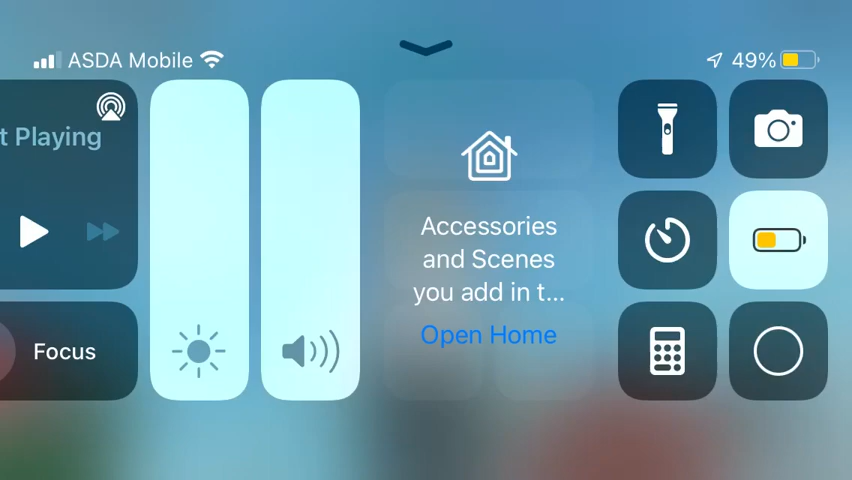 ASDA Mobile
49%
t Playing
Focus
Accessories
and Scenes
you add in t...
Open Home